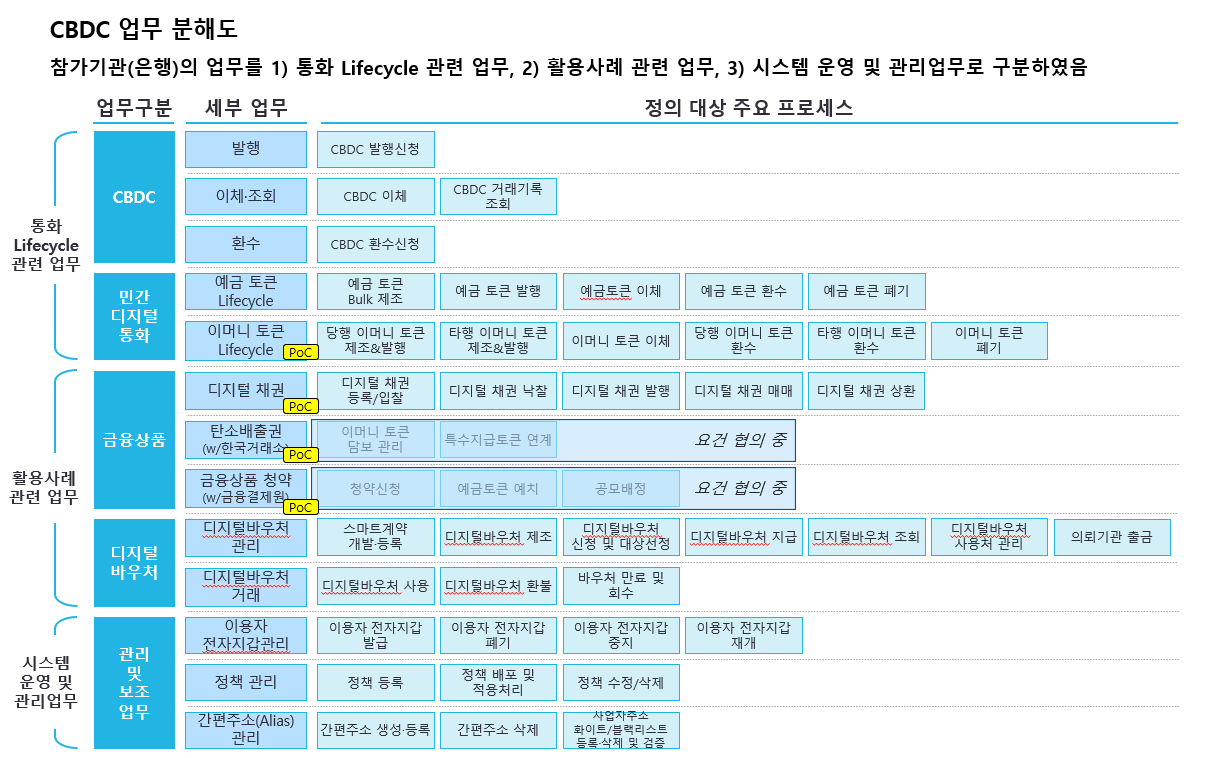 CBDC 업무 분해도
참가기관(은행)의 업무를 1) 통화 Lifecycle 관련 업무, 2) 활용사례 관련 업무, 3) 시스템 운영 및 관리업무로 구분하였음
업무구분
세부 업무
정의 대상 주요 프로세스
통화
Lifecycle
관련 업무
CBDC
발행
CBDC 발행신청
이체·조회
CBDC 이체
CBDC 거래기록
조회
환수
CBDC 환수신청
민간
디지털
통화
예금 토큰
Lifecycle
예금 토큰
Bulk 제조
예금 토큰 발행
예금토큰 이체
예금 토큰 환수
예금 토큰 폐기
이머니 토큰
Lifecycle
PoC
당행 이머니 토큰
제조&발행
타행 이머니 토큰
제조&발행
이머니 토큰 이체
당행 이머니 토큰
환수
타행 이머니 토큰
환수
이머니 토큰
폐기
활용사례
관련 업무
금융상품
디지털 채권
PoC
디지털 채권
등록/입찰
디지털 채권 낙찰
디지털 채권 발행
디지털 채권 매매
디지털 채권 상환
탄소배출권
(w/한국거래소)
PoC
이머니 토큰
담보 관리
특수지급토큰 연계
요건 협의 중
금융상품 청약
(w/금융결제원)
PoC
청약신청
예금토큰 예치
공모배정
요건 협의 중
디지털
바우처
디지털바우처
관리
스마트계약
개발·등록
디지털바우처 제조
디지털바우처
신청 및 대상선정
디지털바우처 지급
디지털바우처 조회
디지털바우처
사용처 관리
의뢰기관 출금
디지털바우처
거래
디지털바우처 사용
디지털바우처 환불
바우처 만료 및
회수
시스템
운영 및
관리업무
관리
및
보조
업무
이용자
전자지갑관리
이용자 전자지갑
발급
이용자 전자지갑
폐기
이용자 전자지갑
중지
이용자 전자지갑
재개
정책 관리
정책 등록
정책 배포 및
적용처리
정책 수정/삭제
간편주소(Alias)
관리
간편주소 생성·등록
간편주소 삭제
사업자주소
화이트/블랙리스트
등록·삭제 및 검증